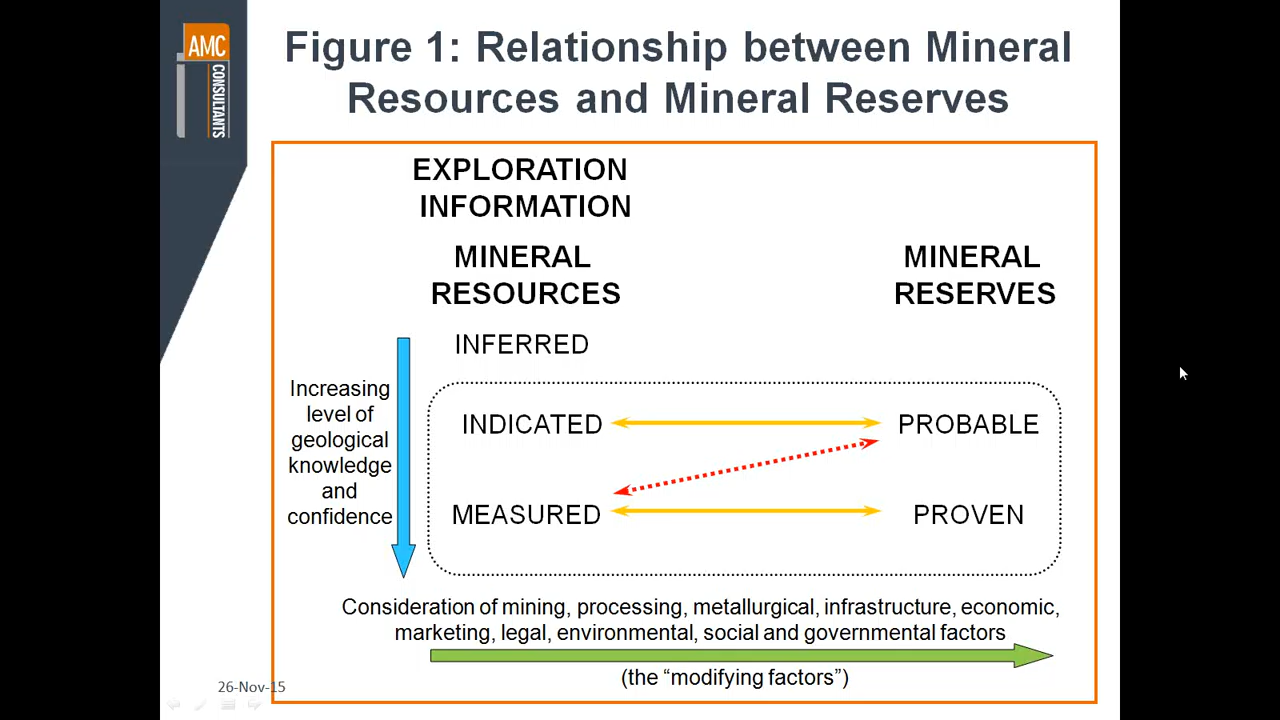 AMC
CONSULTANTS
Figure 1: Relationship between Mineral
Resources and Mineral Reserves
EXPLORATION
INFORMATION
MINERAL
RESOURCES
MINERAL
RESERVES
INFERRED
Increasing
level of
geological
knowledge
and
confidence
INDICATED
PROBABLE
MEASURED
PROVEN
Consideration of mining, processing, metallurgical, infrastructure, economic,
marketing, legal, environmental, social and governmental factors
(the “modifying factors”)
26-Nov-15